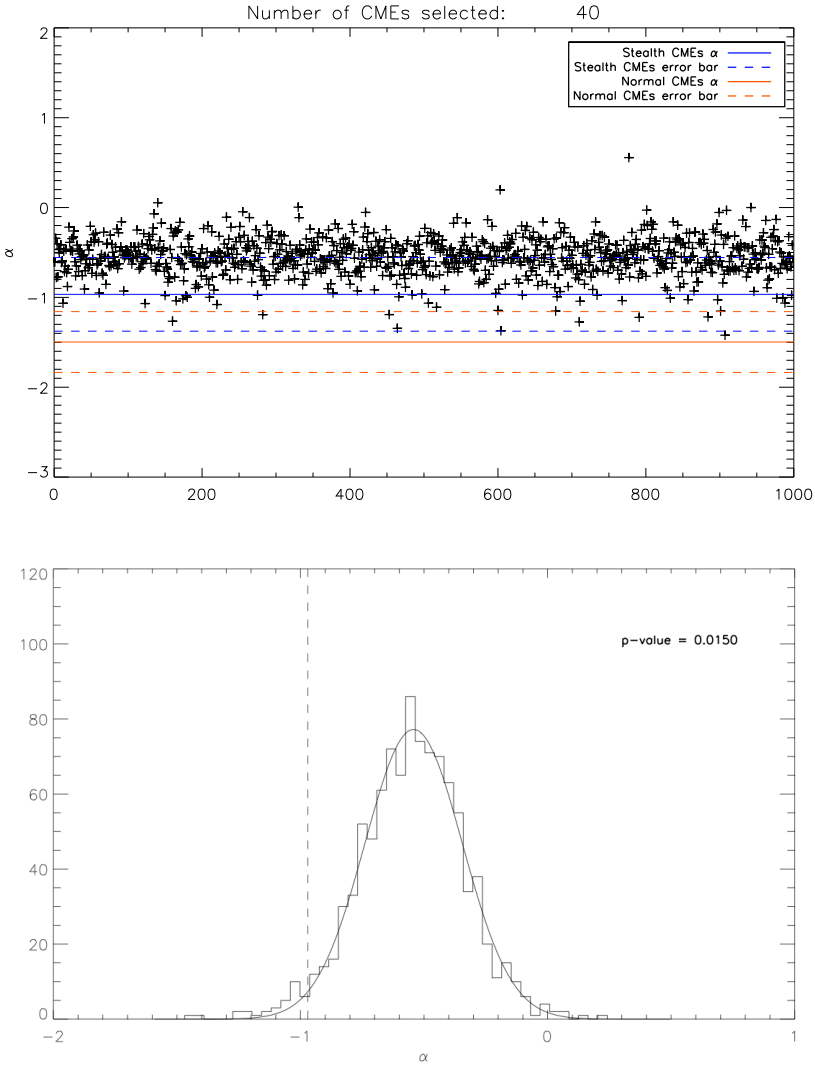 Number of CMEs selected: 40
2
1
0
−1
−2
−3
α
Stealth CMEs α
Stealth CMEs error bar
Normal CMEs α
Normal CMEs error bar
0 200 400 600 800 1000
120
100
80
60
40
20
0
p−value = 0.0150
−2 −1 0 1
α